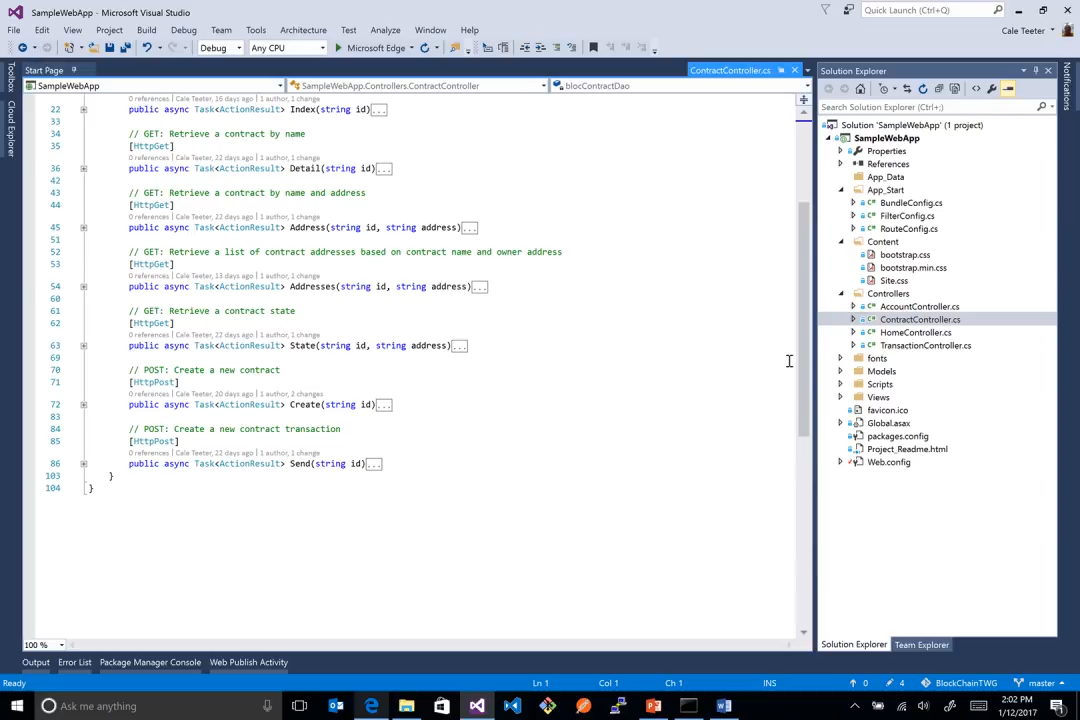 SampleWebApp - Microsoft Visual Studio
Quick Launch (Ctrl+Q)
File Edit View Project Build Debug Team Tools Architecture Test Analyze Window Help
Cale Teeter
Debug Any CPU Microsoft Edge
Toolbox
Cloud Explorer
Start Page
ContractController.cs
SampleWebApp
SampleWebApp.Controllers.ContractController
blocContractDao
0 references | Cale Teeter, 16 days ago | 1 author, 1 change
22 public async Task<ActionResult> Index(string id)...
33
34 // GET: Retrieve a contract by name
35 [HttpGet]
0 references | Cale Teeter, 22 days ago | 1 author, 1 change
36 public async Task<ActionResult> Detail(string id)...
42
43 // GET: Retrieve a contract by name and address
44 [HttpGet]
0 references | Cale Teeter, 22 days ago | 1 author, 1 change
45 public async Task<ActionResult> Address(string id, string address)...
51
52 // GET: Retrieve a list of contract addresses based on contract name and owner address
53 [HttpGet]
0 references | Cale Teeter, 13 days ago | 1 author, 1 change
54 public async Task<ActionResult> Addresses(string id, string address)...
60
61 // GET: Retrieve a contract state
62 [HttpGet]
0 references | Cale Teeter, 22 days ago | 1 author, 1 change
63 public async Task<ActionResult> State(string id, string address)...
69
70 // POST: Create a new contract
71 [HttpPost]
0 references | Cale Teeter, 20 days ago | 1 author, 2 changes
72 public async Task<ActionResult> Create(string id)...
83
84 // POST: Create a new contract transaction
85 [HttpPost]
0 references | Cale Teeter, 22 days ago | 1 author, 1 change
86 public async Task<ActionResult> Send(string id)...
103 }
104 }
100 %
Solution Explorer
Search Solution Explorer (Ctrl+;)
Solution 'SampleWebApp' (1 project)
SampleWebApp
Properties
References
App_Data
App_Start
BundleConfig.cs
FilterConfig.cs
RouteConfig.cs
Content
bootstrap.css
bootstrap.min.css
Site.css
Controllers
AccountController.cs
ContractController.cs
HomeController.cs
TransactionController.cs
fonts
Models
Scripts
Views
favicon.ico
Global.asax
packages.config
Project_Readme.html
Web.config
Solution Explorer Team Explorer
Notifications
Output Error List Package Manager Console Web Publish Activity
Ready Ln 1 Col 1 Ch 1 INS 0 4 BlockChainTWG master
Ask me anything
2:02 PM
1/12/2017